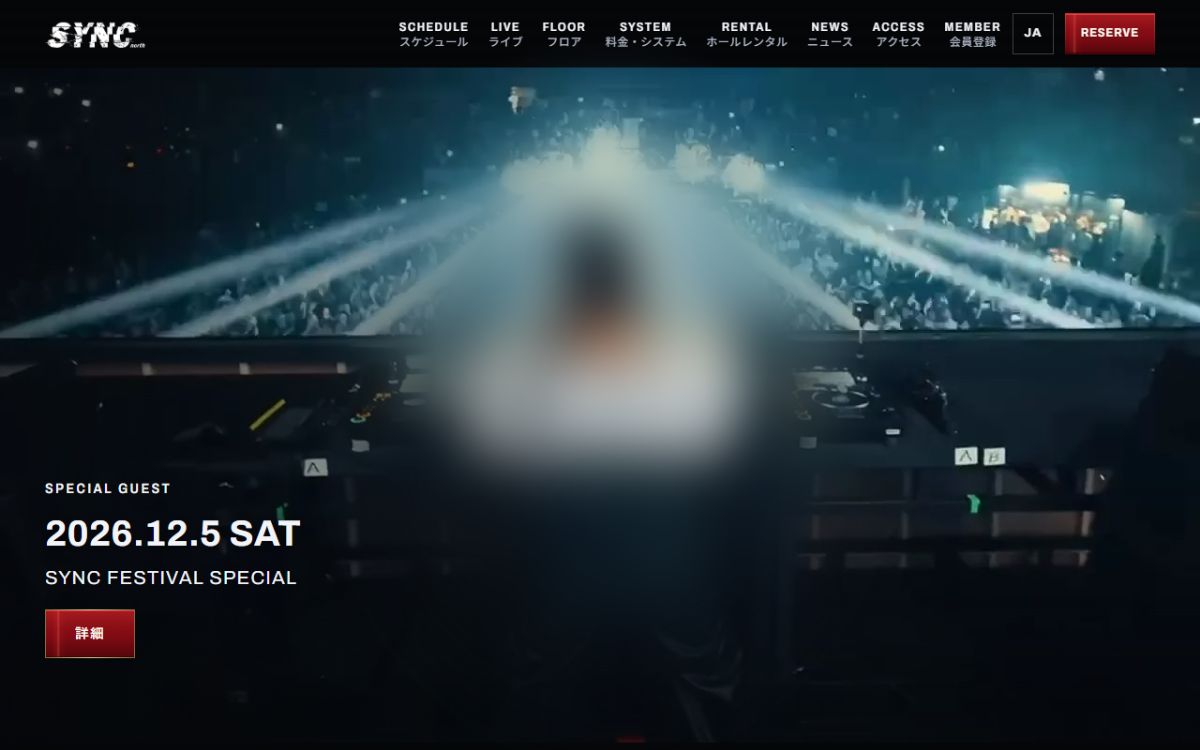 SYNC north
SCHEDULE LIVE FLOOR SYSTEM RENTAL NEWS ACCESS MEMBER JA RESERVE
スケジュール ライブ フロア 料金・システム ホールレンタル ニュース アクセス 会員登録
A
A B
SPECIAL GUEST
2026.12.5 SAT
SYNC FESTIVAL SPECIAL
詳細